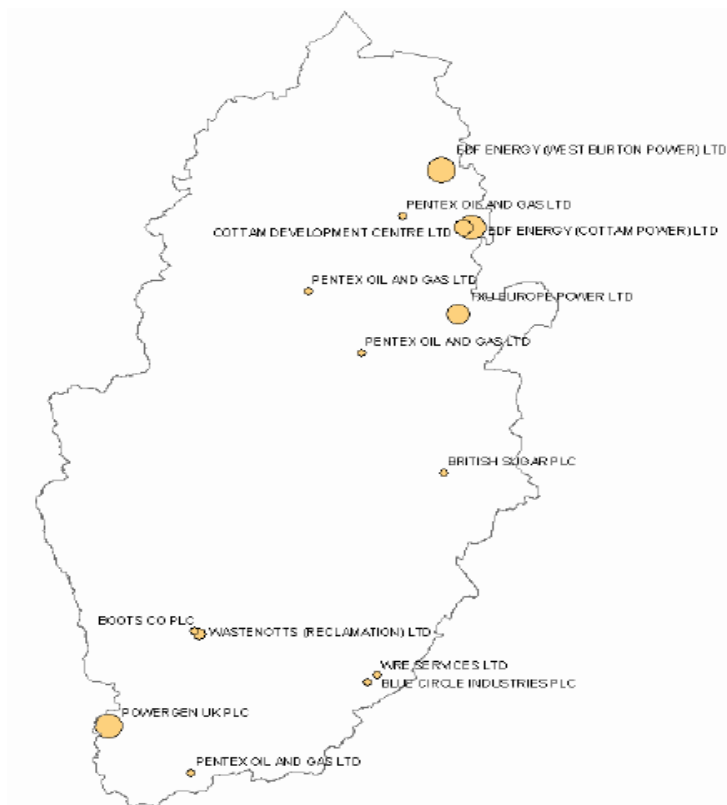 EDF ENERGY (WEST BURTON POWER) LTD
PENTEX OIL AND GAS LTD
COTTAM DEVELOPMENT CENTRE LTD
EDF ENERGY (COTTAM POWER) LTD
PENTEX OIL AND GAS LTD
TXU EUROPE POWER LTD
PENTEX OIL AND GAS LTD
BRITISH SUGAR PLC
BOOTS CO PLC
WASTENOTTS (RECLAMATION) LTD
WRE SERVICES LTD
BLUE CIRCLE INDUSTRIES PLC
POWERGEN UK PLC
PENTEX OIL AND GAS LTD